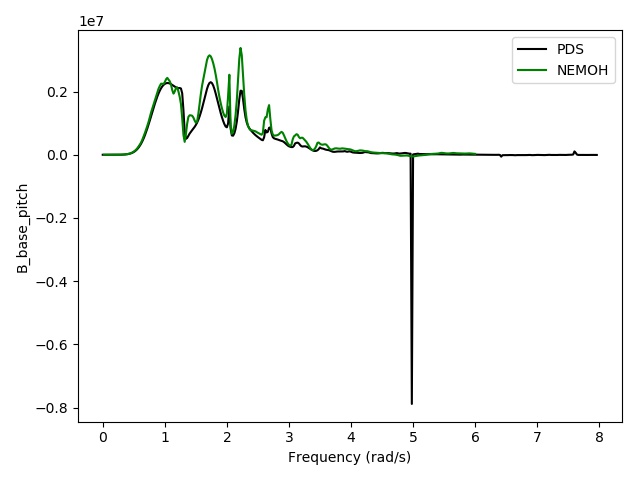 1e7
PDS
NEMOH
0.2
0.0
−0.2
−0.4
−0.6
−0.8
B_base_pitch
0 1 2 3 4 5 6 7 8
Frequency (rad/s)